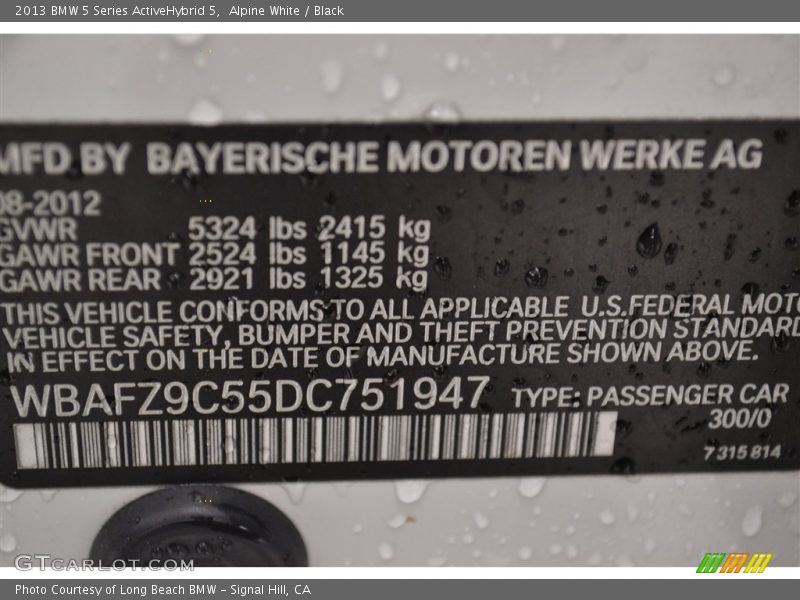 2013 BMW 5 Series ActiveHybrid 5,  Alpine White / Black
MFD BY BAYERISCHE MOTOREN WERKE AG
08-2012
GVWR 5324 lbs 2415 kg
GAWR FRONT 2524 lbs 1145 kg
GAWR REAR 2921 lbs 1325 kg
THIS VEHICLE CONFORMS TO ALL APPLICABLE U.S.FEDERAL MOTO
VEHICLE SAFETY, BUMPER AND THEFT PREVENTION STANDARD
IN EFFECT ON THE DATE OF MANUFACTURE SHOWN ABOVE.
WBAFZ9C55DC751947 TYPE: PASSENGER CAR
300/0
7 315 814
GTCARLOT.COM
Photo Courtesy of Long Beach BMW - Signal Hill, CA